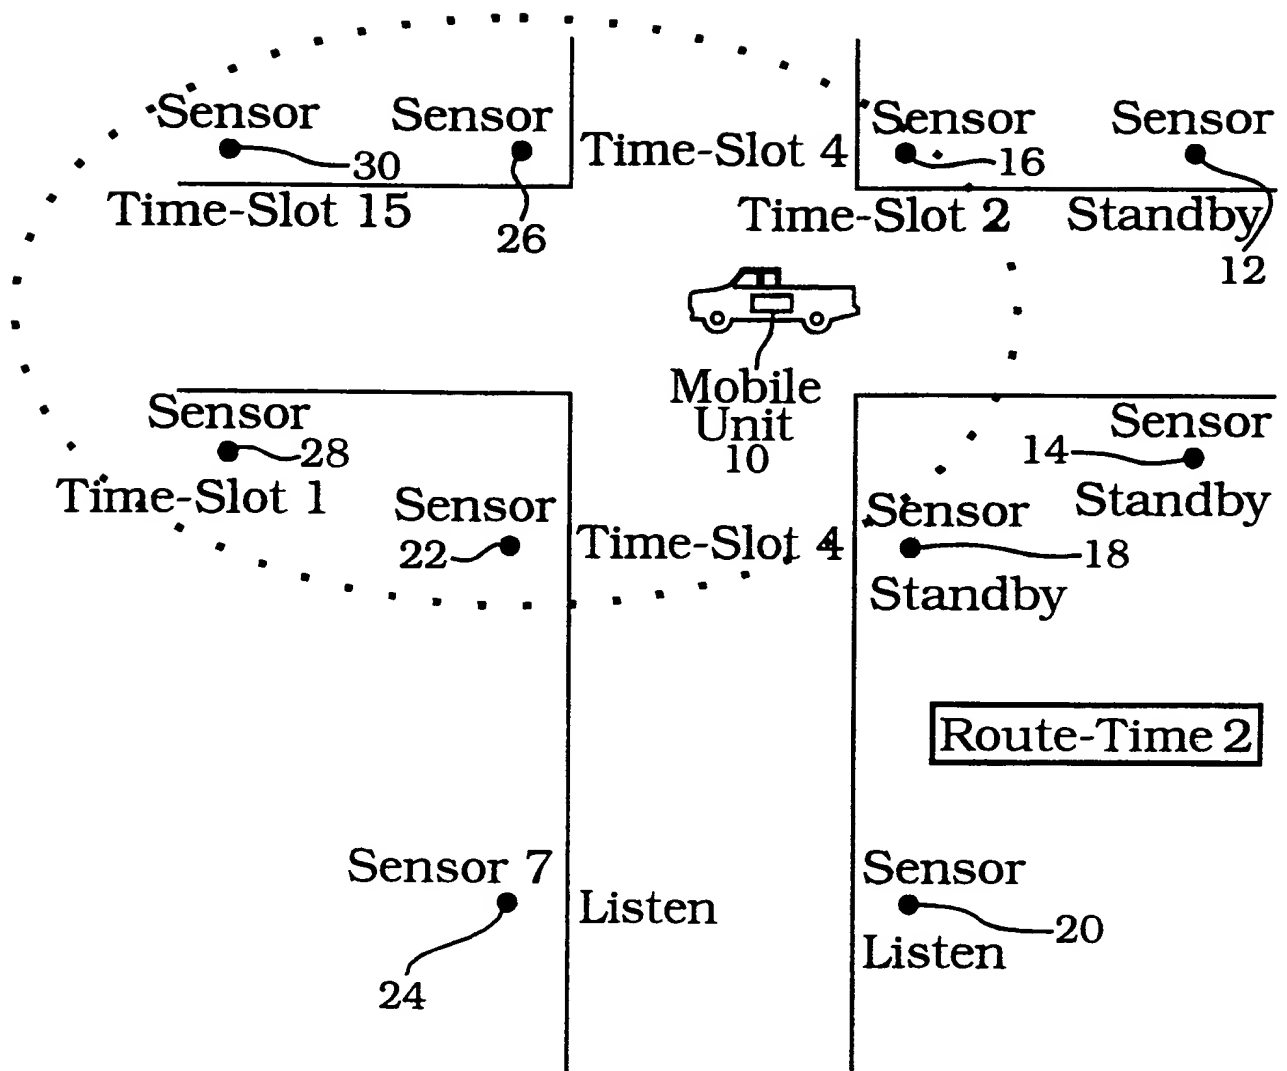 Sensor
30
Time-Slot 15
Sensor
26
Time-Slot 4
Sensor
16
Time-Slot 2
Sensor
Standby
12
Mobile
Unit
10
Sensor
28
Time-Slot 1
Sensor
22
Time-Slot 4
Sensor
18
Standby
Sensor
14
Standby
Route-Time 2
Sensor 7
24
Listen
Sensor
20
Listen